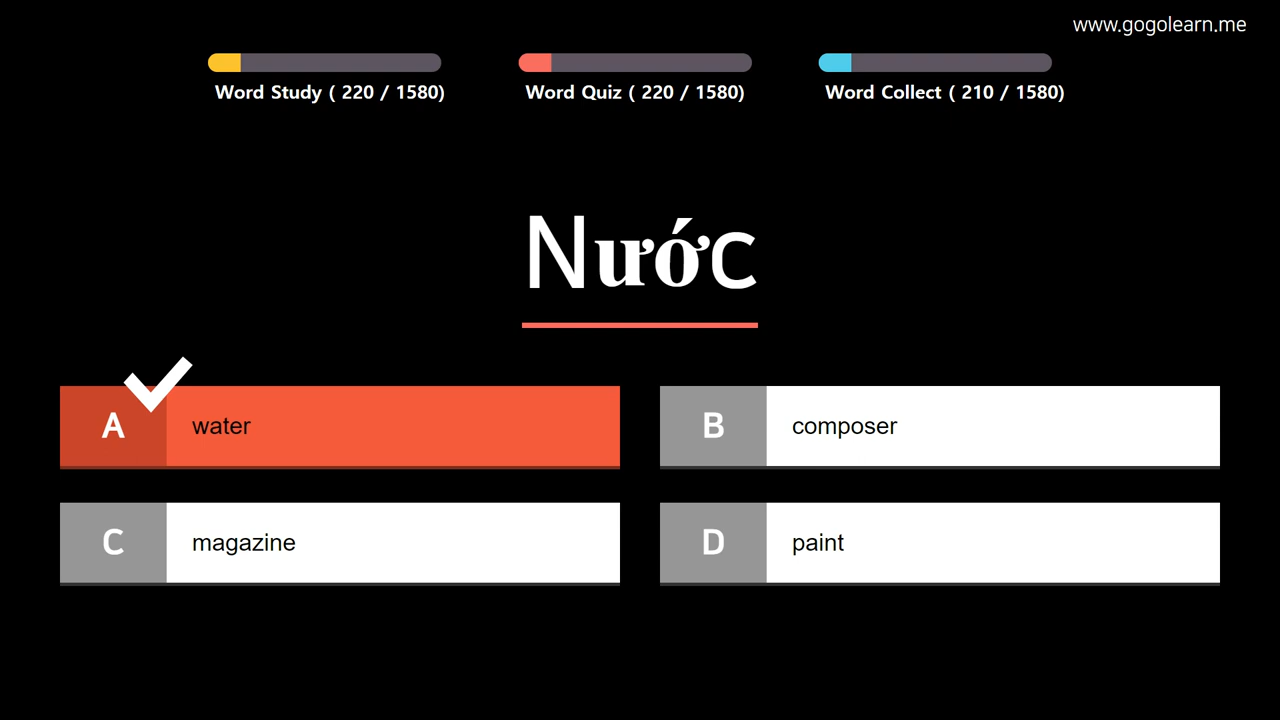 www.gogolearn.me
Word Study ( 220 / 1580)
Word Quiz ( 220 / 1580)
Word Collect ( 210 / 1580)
Nước
A water
B composer
C magazine
D paint